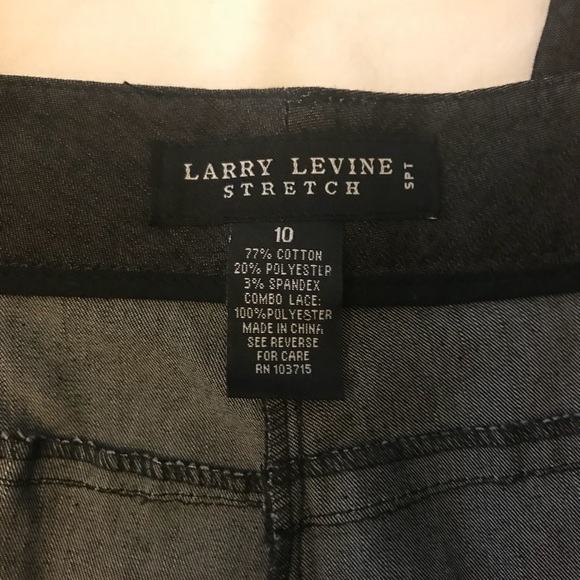 LARRY LEVINE SPT
STRETCH
10
77% COTTON
20% POLYESTER
3% SPANDEX
COMBO LACE:
100%POLYESTER
MADE IN CHINA
SEE REVERSE
FOR CARE
RN 103715